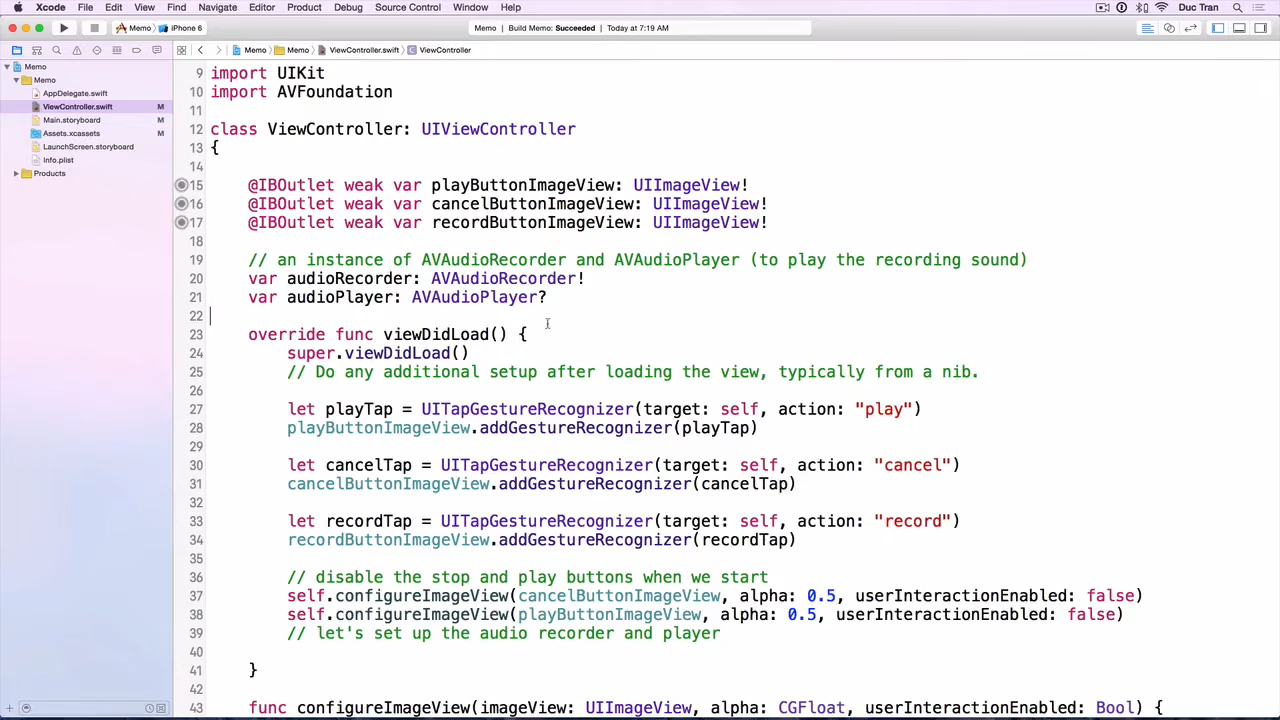 Xcode File Edit View Find Navigate Editor Product Debug Source Control Window Help Duc Tran
Memo iPhone 6 Memo Build Memo: Succeeded Today at 7:19 AM
Memo Memo ViewController.swift ViewController
Memo
Memo
AppDelegate.swift
ViewController.swift M
Main.storyboard M
Assets.xcassets M
LaunchScreen.storyboard
Info.plist
Products
9 import UIKit
10 import AVFoundation
11
12 class ViewController: UIViewController
13 {
14
15 @IBOutlet weak var playButtonImageView: UIImageView!
16 @IBOutlet weak var cancelButtonImageView: UIImageView!
17 @IBOutlet weak var recordButtonImageView: UIImageView!
18
19 // an instance of AVAudioRecorder and AVAudioPlayer (to play the recording sound)
20 var audioRecorder: AVAudioRecorder!
21 var audioPlayer: AVAudioPlayer?
22
23 override func viewDidLoad() {
24 super.viewDidLoad()
25 // Do any additional setup after loading the view, typically from a nib.
26
27 let playTap = UITapGestureRecognizer(target: self, action: "play")
28 playButtonImageView.addGestureRecognizer(playTap)
29
30 let cancelTap = UITapGestureRecognizer(target: self, action: "cancel")
31 cancelButtonImageView.addGestureRecognizer(cancelTap)
32
33 let recordTap = UITapGestureRecognizer(target: self, action: "record")
34 recordButtonImageView.addGestureRecognizer(recordTap)
35
36 // disable the stop and play buttons when we start
37 self.configureImageView(cancelButtonImageView, alpha: 0.5, userInteractionEnabled: false)
38 self.configureImageView(playButtonImageView, alpha: 0.5, userInteractionEnabled: false)
39 // let's set up the audio recorder and player
40
41 }
42
43 func configureImageView(imageView: UIImageView, alpha: CGFloat, userInteractionEnabled: Bool) {